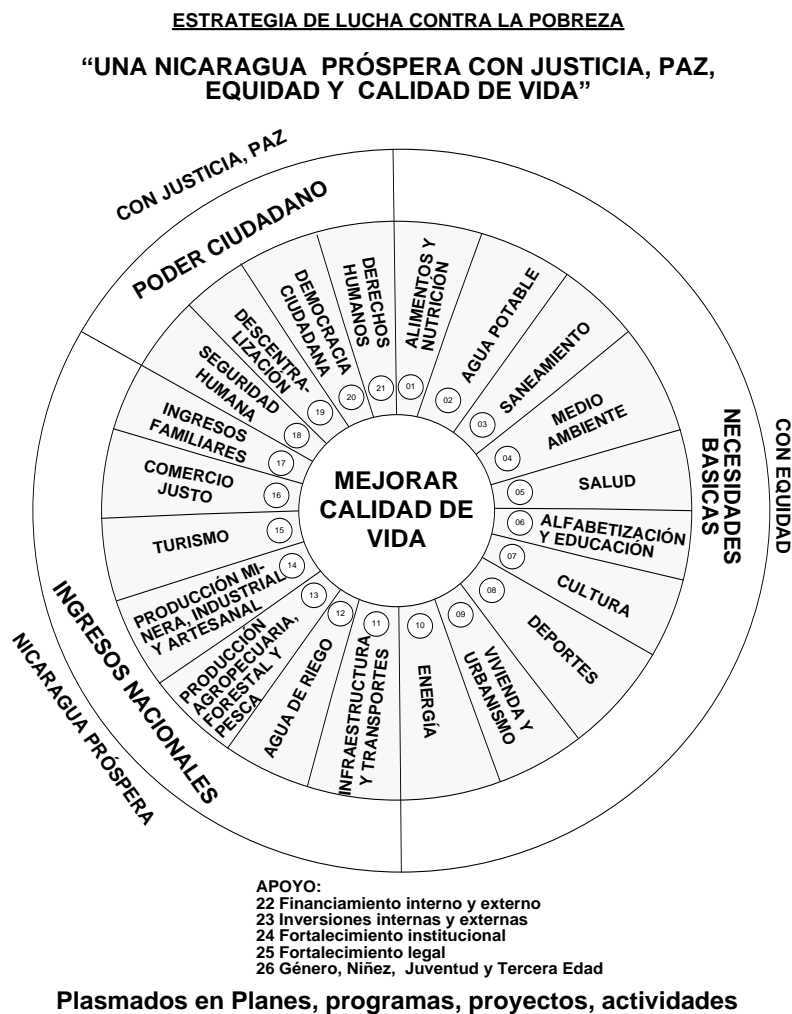 ESTRATEGIA DE LUCHA CONTRA LA POBREZA
“UNA NICARAGUA PRÓSPERA CON JUSTICIA, PAZ,
EQUIDAD Y CALIDAD DE VIDA”
CON JUSTICIA, PAZ
PODER CIUDADANO
CON EQUIDAD
NECESIDADES
BASICAS
NICARAGUA PRÓSPERA
INGRESOS NACIONALES
MEJORAR
CALIDAD DE
VIDA
01
ALIMENTOS Y
NUTRICIÓN
02
AGUA POTABLE
03
SANEAMIENTO
04
MEDIO
AMBIENTE
05
SALUD
06
ALFABETIZACIÓN
Y EDUCACIÓN
07
CULTURA
08
DEPORTES
09
VIVIENDA Y
URBANISMO
10
ENERGÍA
11
INFRAESTRUCTURA
Y TRANSPORTES
12
AGUA DE RIEGO
13
PRODUCCIÓN
AGROPECUARIA,
FORESTAL Y
PESCA
14
PRODUCCIÓN MI-
NERA, INDUSTRIAL
Y ARTESANAL
15
TURISMO
16
COMERCIO
JUSTO
17
INGRESOS
FAMILIARES
18
SEGURIDAD
HUMANA
19
DESCENTRA-
LIZACIÓN
20
DEMOCRACIA
CIUDADANA
21
DERECHOS
HUMANOS
APOYO:
22 Financiamiento interno y externo
23 Inversiones internas y externas
24 Fortalecimiento institucional
25 Fortalecimiento legal
26 Género, Niñez, Juventud y Tercera Edad
Plasmados en Planes, programas, proyectos, actividades